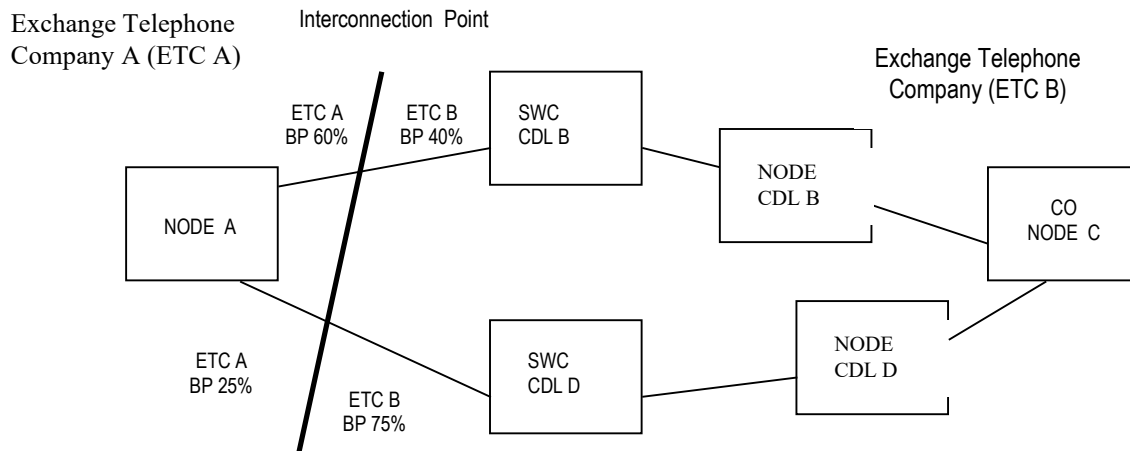 Exchange Telephone
Company A (ETC A)
Interconnection Point
Exchange Telephone
Company (ETC B)
ETC A
BP 60%
ETC B
BP 40%
SWC
CDL B
NODE
CDL B
NODE A
CO
NODE C
ETC A
BP 25%
ETC B
BP 75%
SWC
CDL D
NODE
CDL D